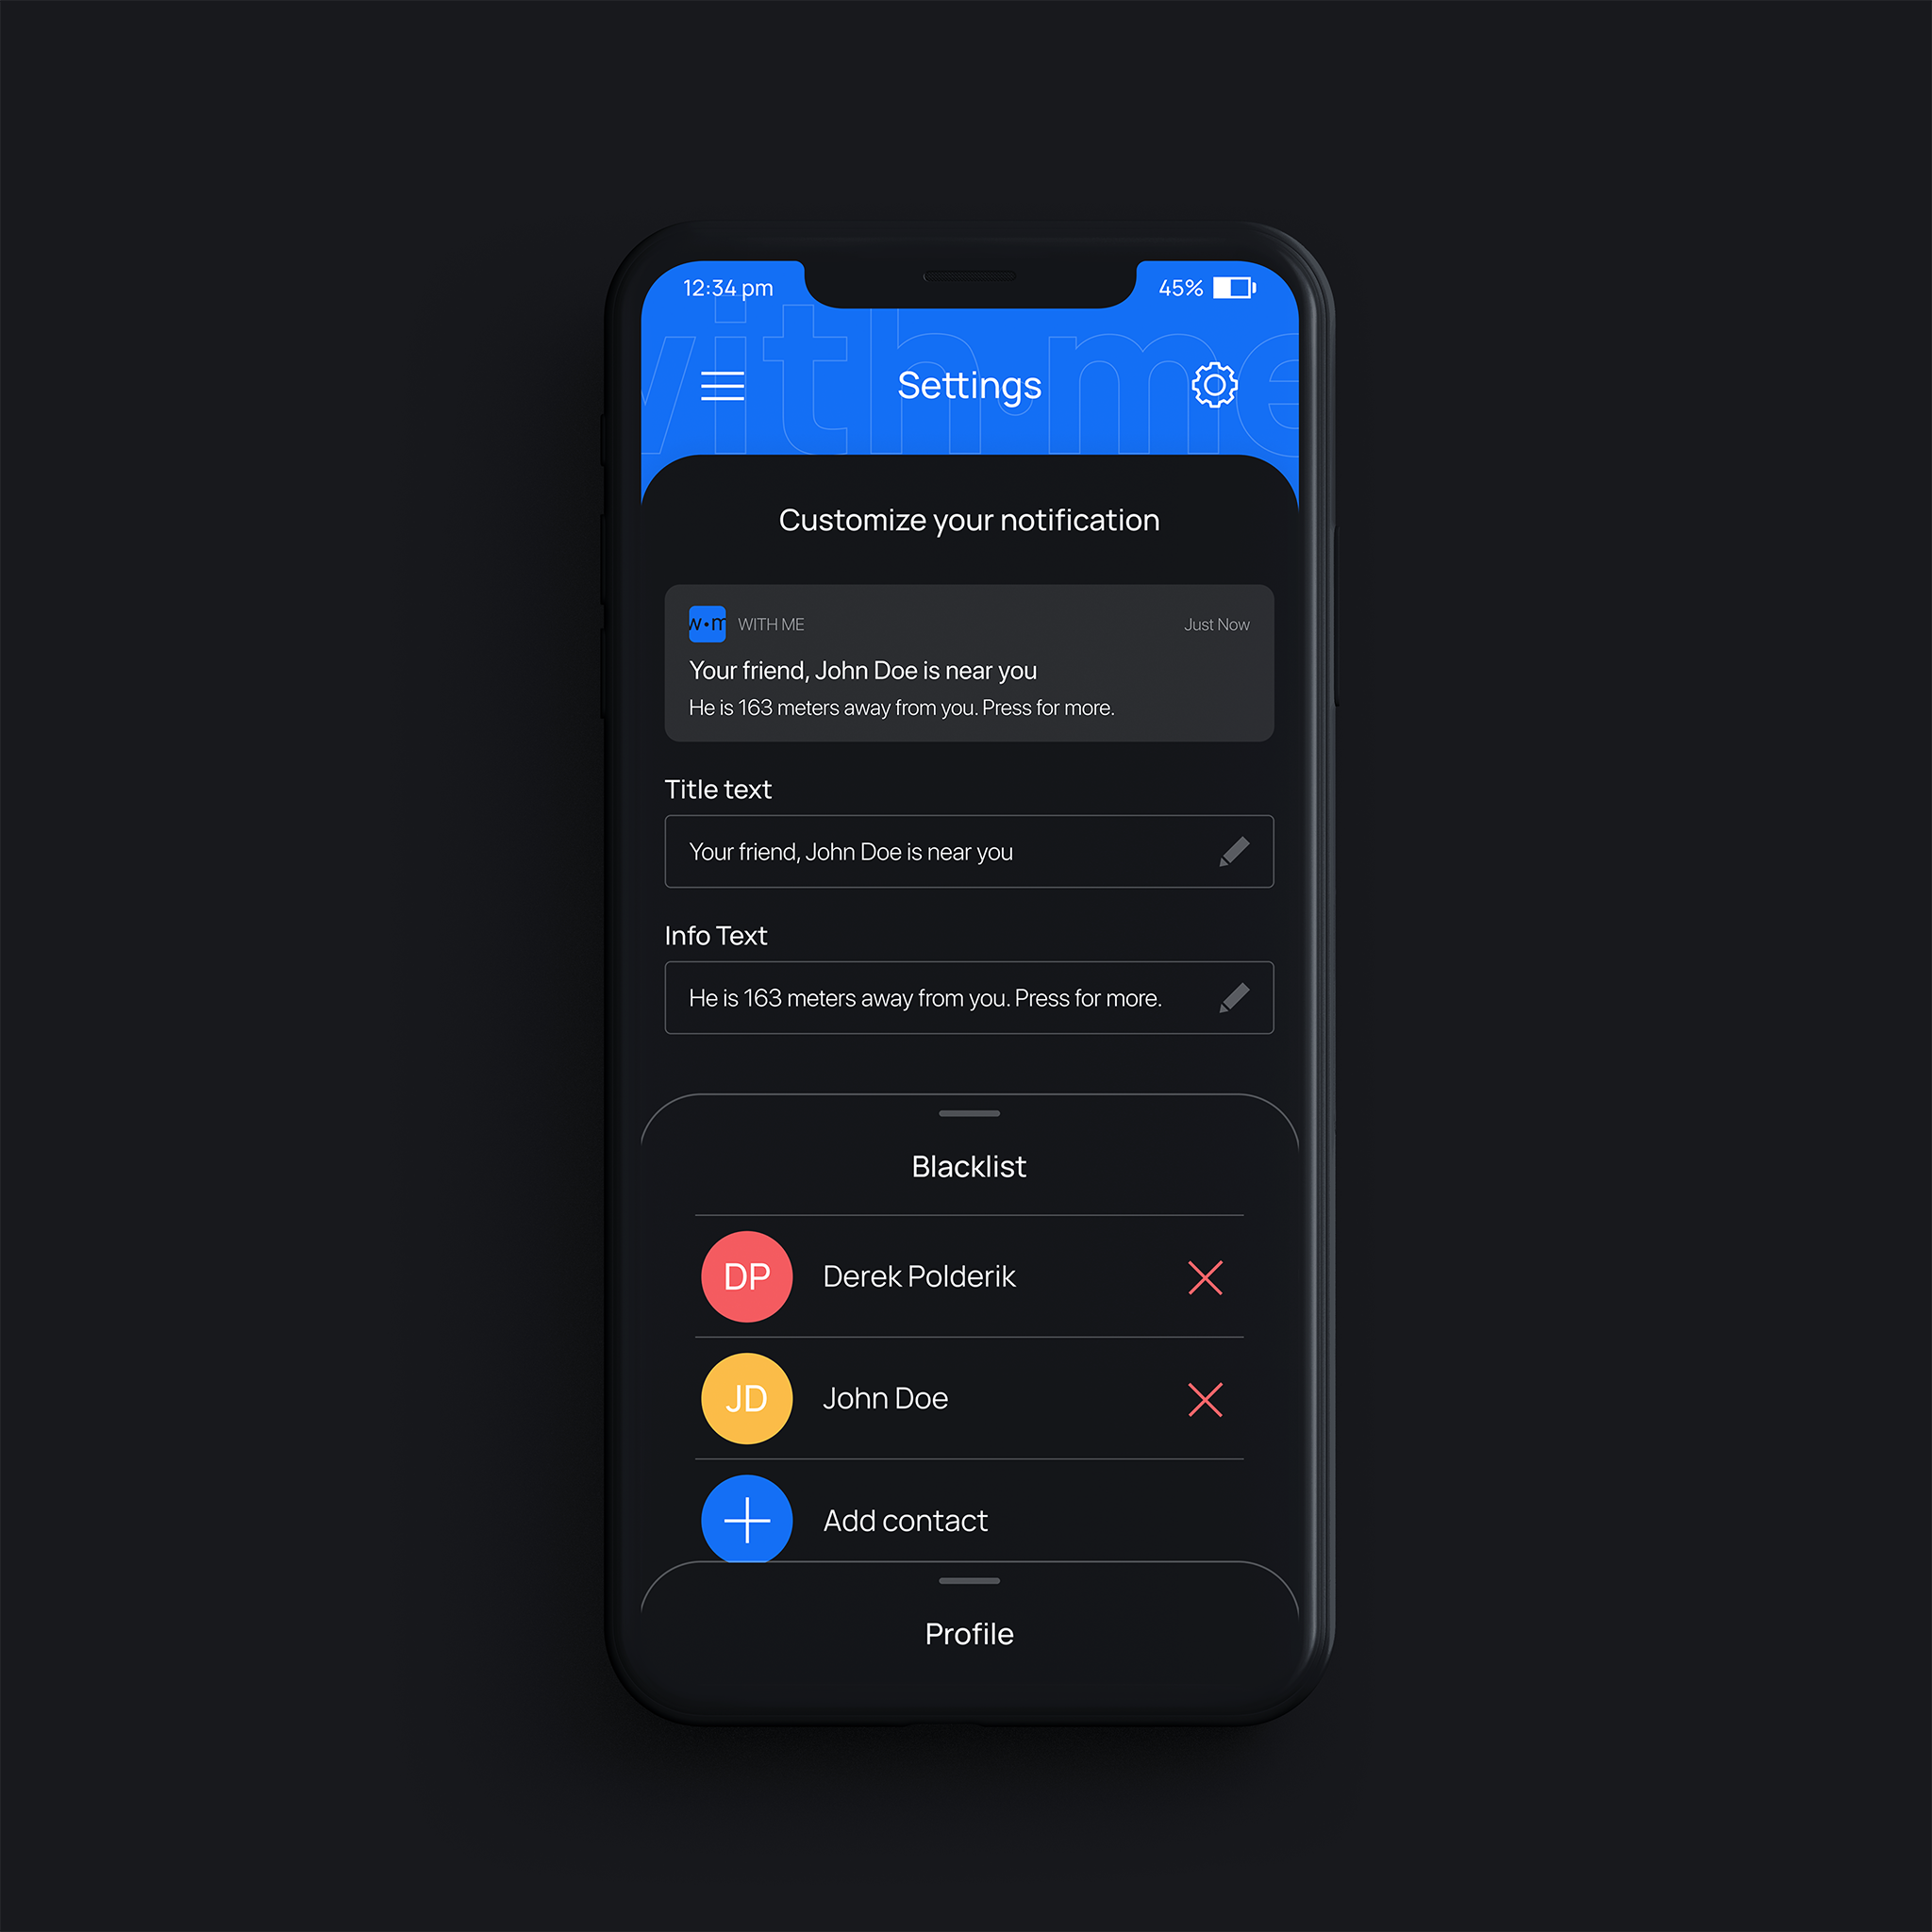 12:34 pm
45%
with·me
Settings
Customize your notification
w·m
WITH ME
Just Now
Your friend, John Doe is near you
He is 163 meters away from you. Press for more.
Title text
Your friend, John Doe is near you
Info Text
He is 163 meters away from you. Press for more.
Blacklist
DP
Derek Polderik
JD
John Doe
Add contact
Profile